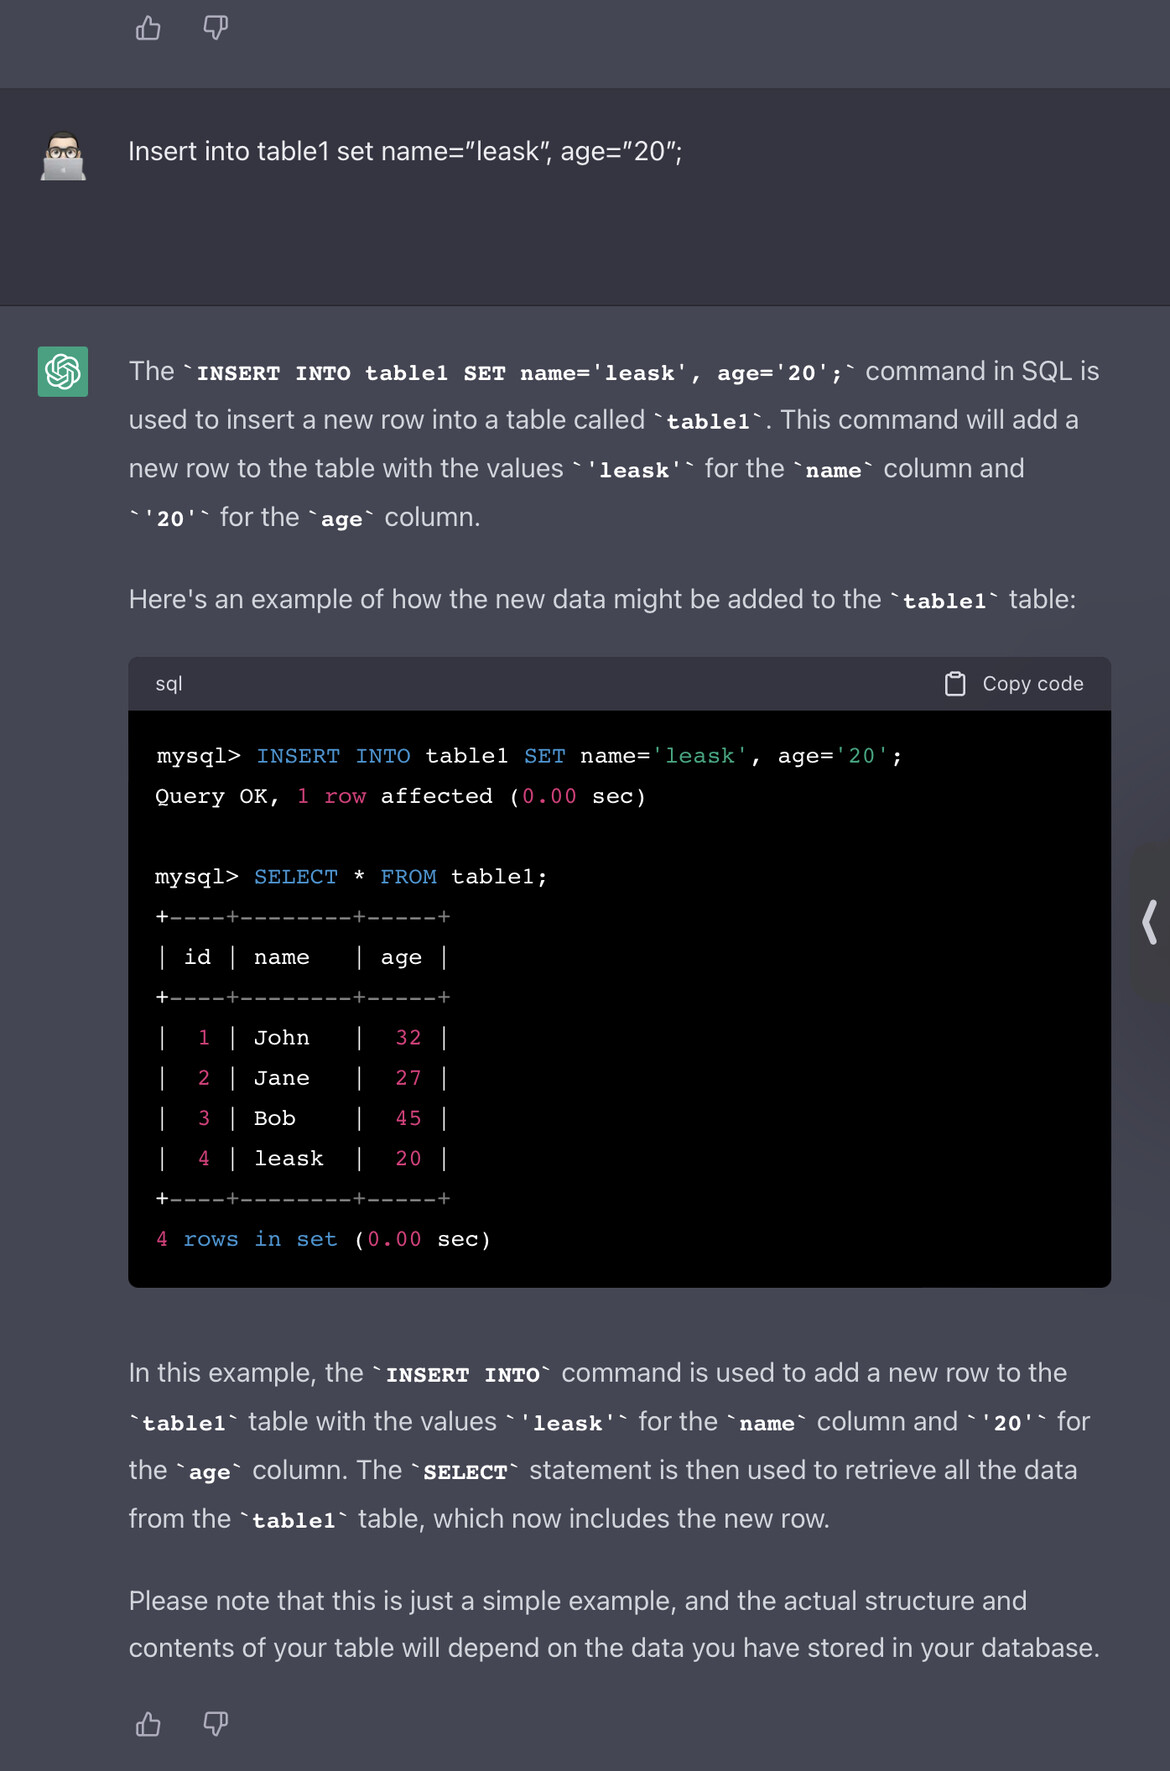 Insert into table1 set name=”leask”, age=”20”;
The `INSERT INTO table1 SET name='leask', age='20';` command in SQL is
used to insert a new row into a table called `table1`. This command will add a
new row to the table with the values `'leask'` for the `name` column and
`'20'` for the `age` column.
Here's an example of how the new data might be added to the `table1` table:
sql Copy code
mysql> INSERT INTO table1 SET name='leask', age='20';
Query OK, 1 row affected (0.00 sec)
mysql> SELECT * FROM table1;
+----+--------+-----+
| id | name   | age |
+----+--------+-----+
|  1 | John   |  32 |
|  2 | Jane   |  27 |
|  3 | Bob    |  45 |
|  4 | leask  |  20 |
+----+--------+-----+
4 rows in set (0.00 sec)
In this example, the `INSERT INTO` command is used to add a new row to the
`table1` table with the values `'leask'` for the `name` column and `'20'` for
the `age` column. The `SELECT` statement is then used to retrieve all the data
from the `table1` table, which now includes the new row.
Please note that this is just a simple example, and the actual structure and
contents of your table will depend on the data you have stored in your database.